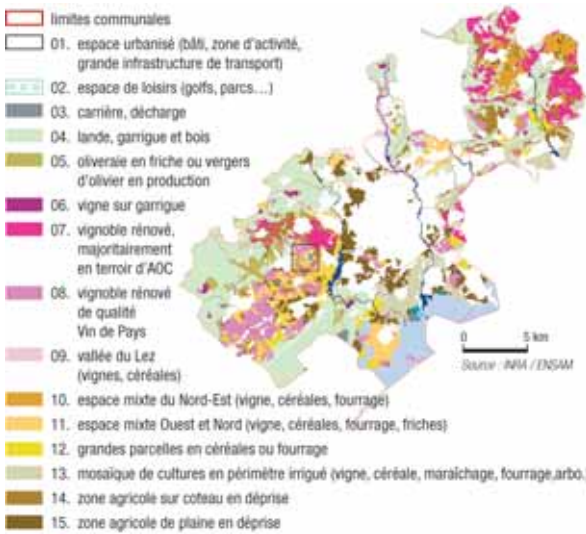 limites communales
01. espace urbanisé (bâti, zone d'activité,
grande infrastructure de transport)
02. espace de loisirs (golfs, parcs…)
03. carrière, décharge
04. lande, garrigue et bois
05. oliveraie en friche ou vergers
d'olivier en production
06. vigne sur garrigue
07. vignoble rénové,
majoritairement
en terroir d'AOC
08. vignoble rénové
de qualité
Vin de Pays
09. vallée du Lez
(vignes, céréales)
10. espace mixte du Nord-Est (vigne, céréales, fourrage)
11. espace mixte Ouest et Nord (vigne, céréales, fourrage, friches)
12. grandes parcelles en céréales ou fourrage
13. mosaïque de cultures en périmètre irrigué (vigne, céréale, maraîchage, fourrage,arbo.
14. zone agricole sur coteau en déprise
15. zone agricole de plaine en déprise
0 5 km
Source : INRA / ENSAM